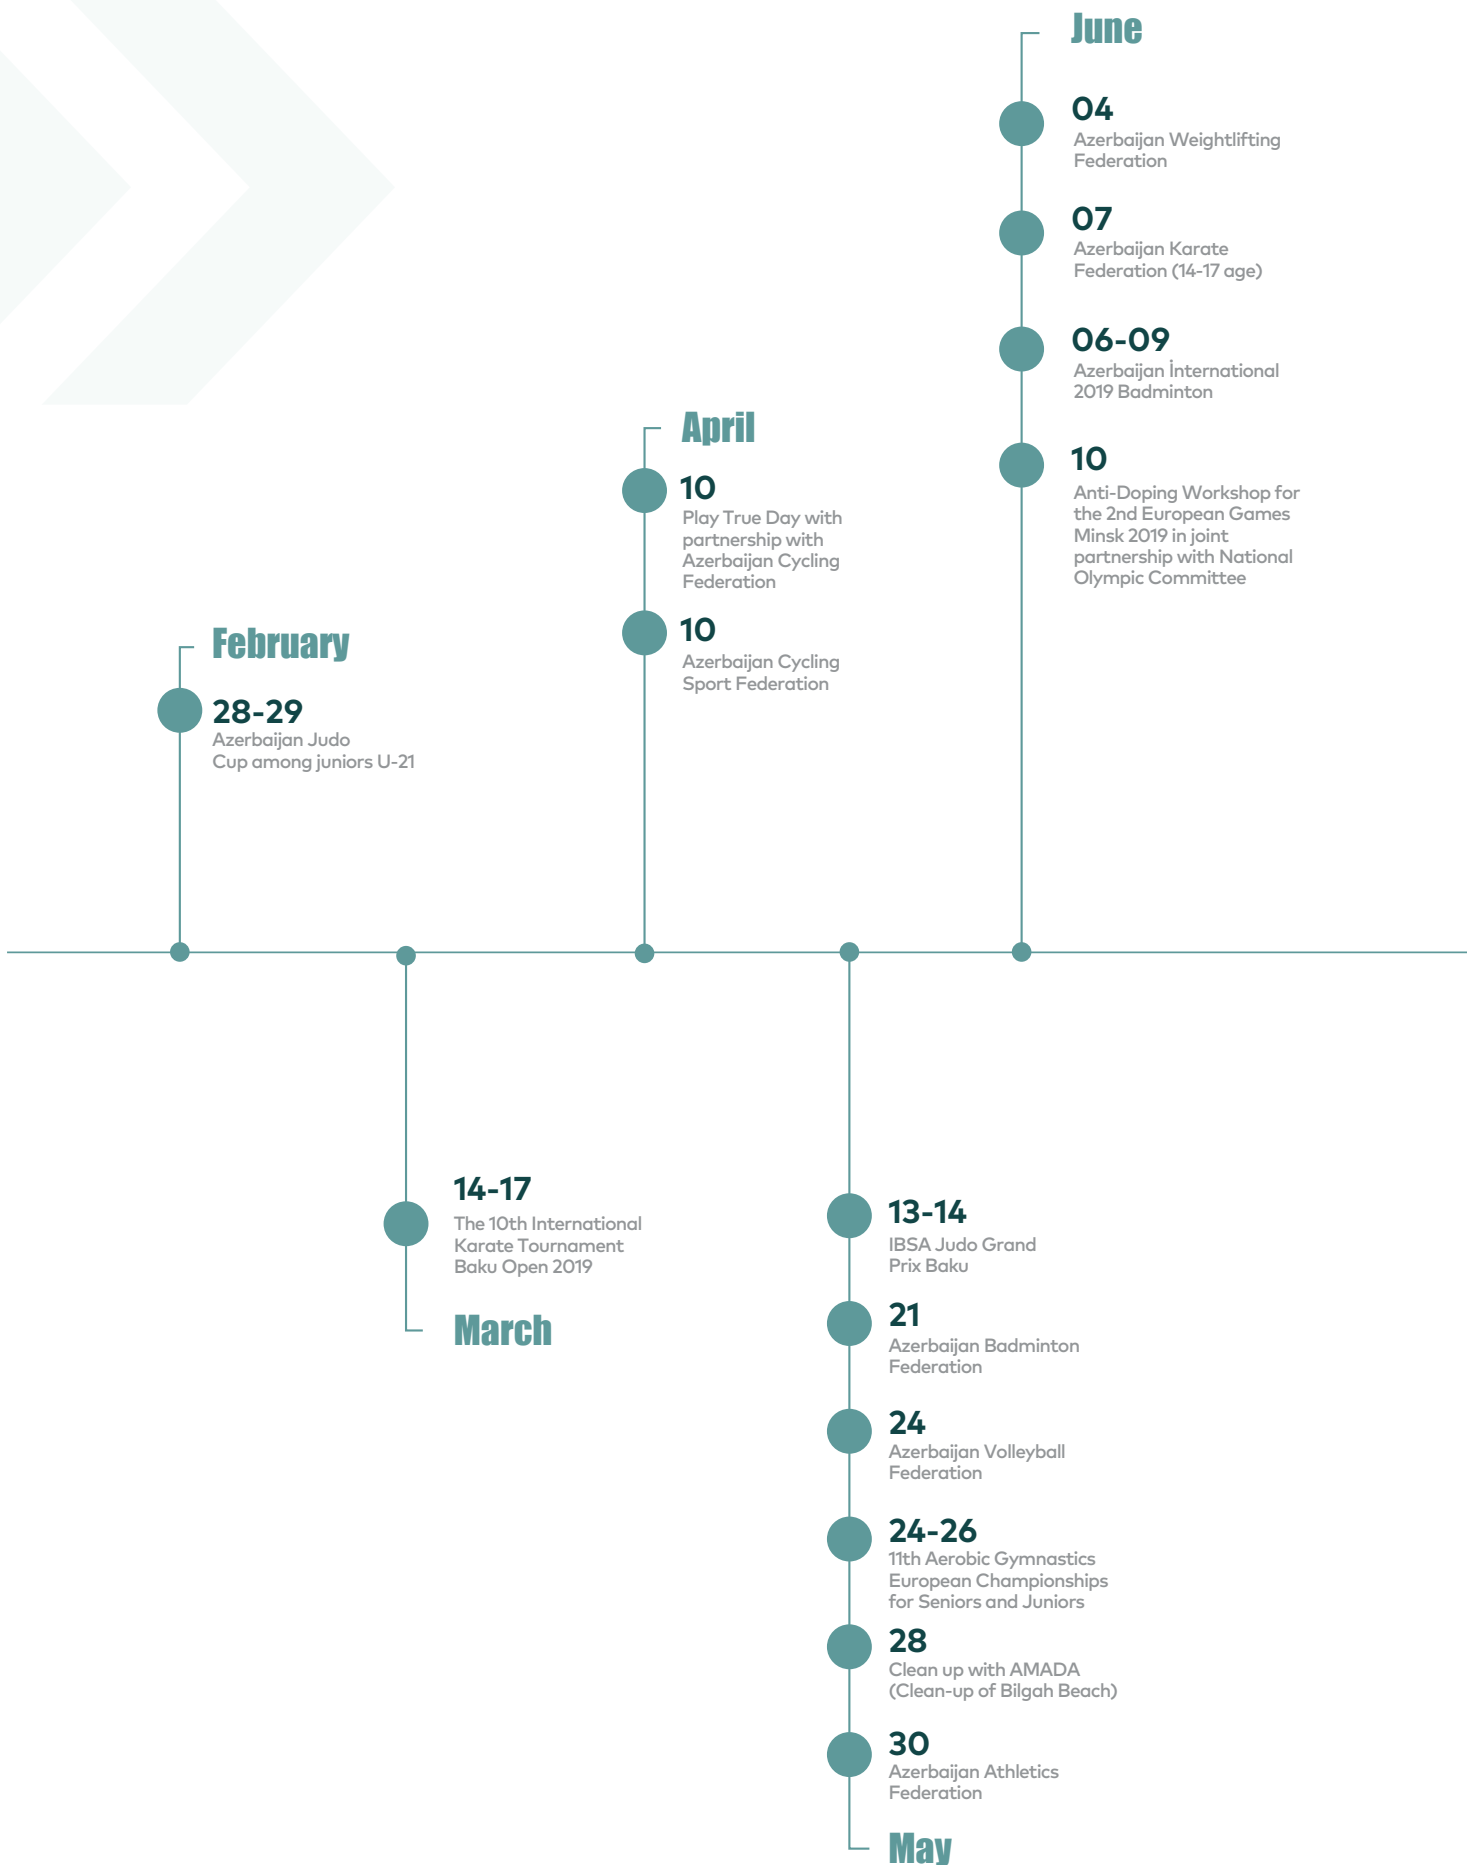 February
28-29
Azerbaijan Judo
Cup among juniors U-21
14-17
The 10th International
Karate Tournament
Baku Open 2019
March
April
10
Play True Day with
partnership with
Azerbaijan Cycling
Federation
10
Azerbaijan Cycling
Sport Federation
13-14
IBSA Judo Grand
Prix Baku
21
Azerbaijan Badminton
Federation
24
Azerbaijan Volleyball
Federation
24-26
11th Aerobic Gymnastics
European Championships
for Seniors and Juniors
28
Clean up with AMADA
(Clean-up of Bilgah Beach)
30
Azerbaijan Athletics
Federation
May
June
04
Azerbaijan Weightlifting
Federation
07
Azerbaijan Karate
Federation (14-17 age)
06-09
Azerbaijan İnternational
2019 Badminton
10
Anti-Doping Workshop for
the 2nd European Games
Minsk 2019 in joint
partnership with National
Olympic Committee